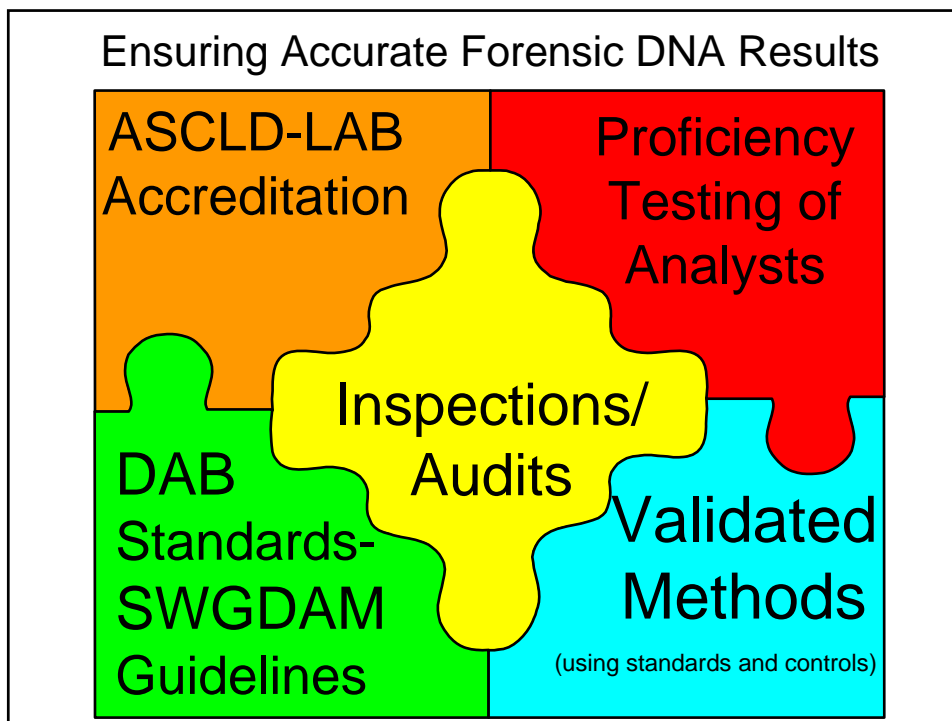 Ensuring Accurate Forensic DNA Results
ASCLD-LAB
Accreditation
Proficiency
Testing of
Analysts
Inspections/
Audits
DAB
Standards-
SWGDAM
Guidelines
Validated
Methods
(using standards and controls)